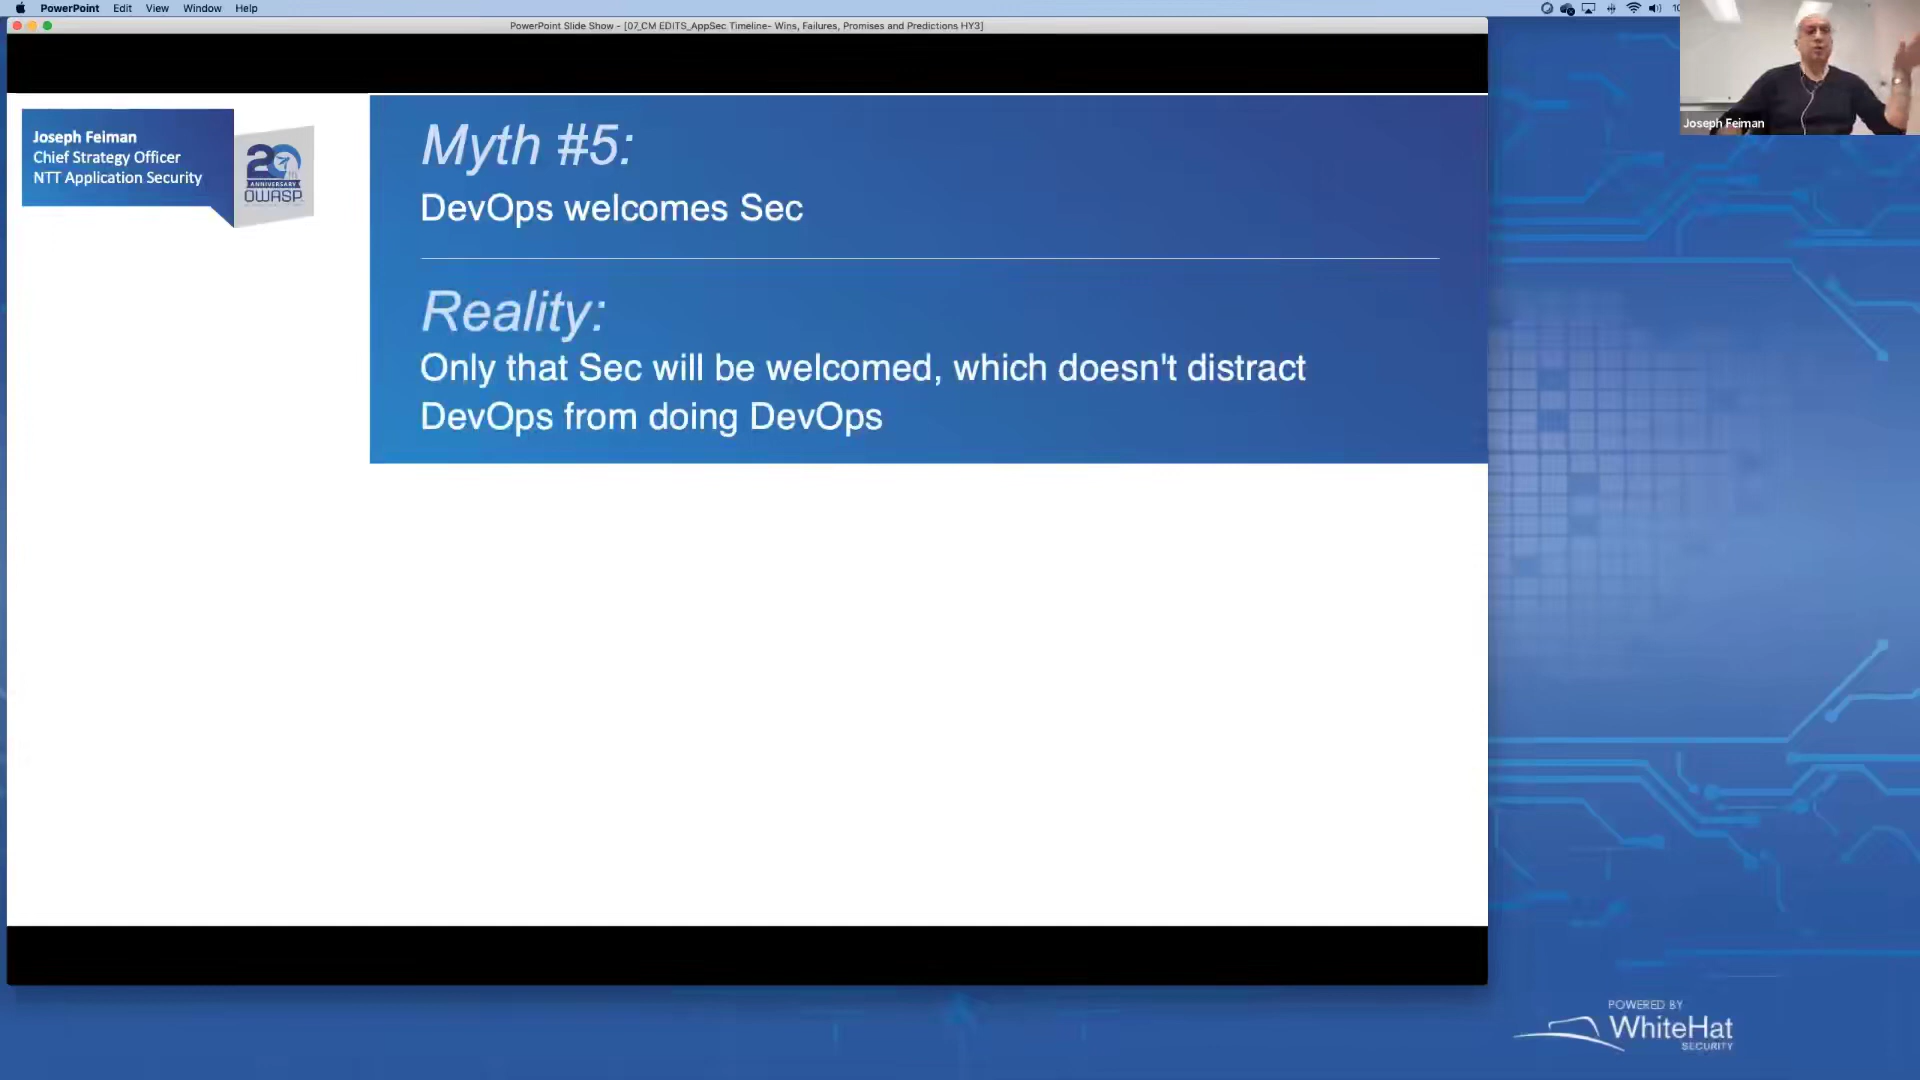 PowerPoint Edit View Window Help
PowerPoint Slide Show - [07_CM EDITS_AppSec Timeline- Wins, Failures, Promises and Predictions HY3]
Joseph Feiman
Joseph Feiman
Chief Strategy Officer
NTT Application Security
20th
ANNIVERSARY
OWASP
Myth #5:
DevOps welcomes Sec
Reality:
Only that Sec will be welcomed, which doesn't distract
DevOps from doing DevOps
POWERED BY
WhiteHat
SECURITY